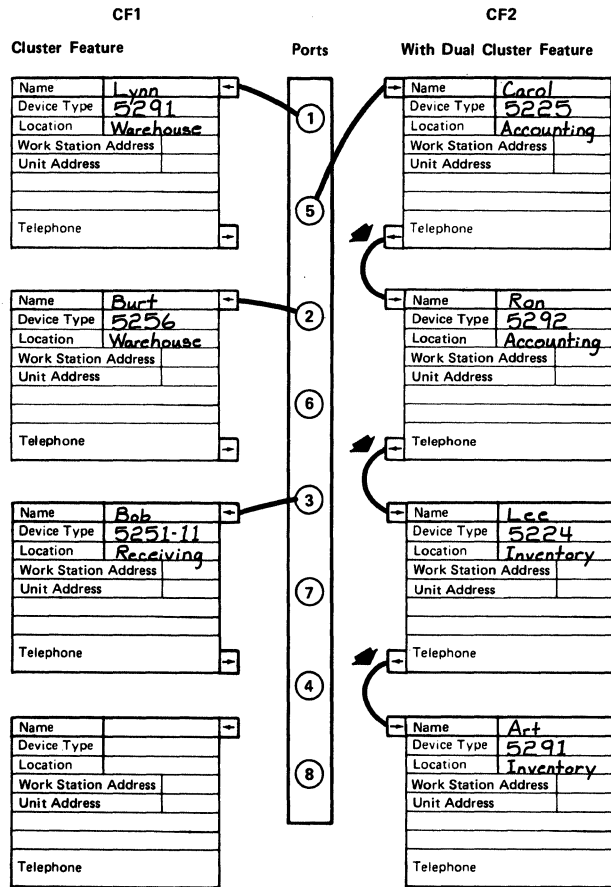 CF1
Cluster Feature
Name Lynn
Device Type 5291
Location Warehouse
Work Station Address
Unit Address
Telephone
Name Burt
Device Type 5256
Location Warehouse
Work Station Address
Unit Address
Telephone
Name Bob
Device Type 5251-11
Location Receiving
Work Station Address
Unit Address
Telephone
Name
Device Type
Location
Work Station Address
Unit Address
Telephone
Ports
1
5
2
6
3
7
4
8
CF2
With Dual Cluster Feature
Name Carol
Device Type 5225
Location Accounting
Work Station Address
Unit Address
Telephone
Name Ron
Device Type 5292
Location Accounting
Work Station Address
Unit Address
Telephone
Name Lee
Device Type 5224
Location Inventory
Work Station Address
Unit Address
Telephone
Name Art
Device Type 5291
Location Inventory
Work Station Address
Unit Address
Telephone